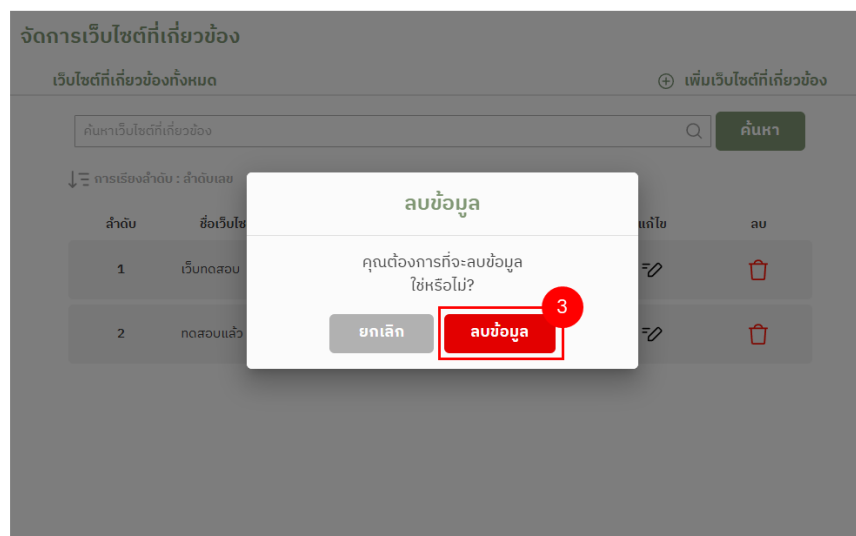 จัดการเว็บไซต์ที่เกี่ยวข้อง
เว็บไซต์ที่เกี่ยวข้องทั้งหมด
เพิ่มเว็บไซต์ที่เกี่ยวข้อง
ค้นหาเว็บไซต์ที่เกี่ยวข้อง
ค้นหา
การเรียงลำดับ : ลำดับเลข
ลำดับ
ลบ
1
เว็บทดสอบ
2
ทดสอบแล้ว
ลบข้อมูล
คุณต้องการที่จะลบข้อมูล
ใช่หรือไม่?
3
ยกเลิก
ลบข้อมูล